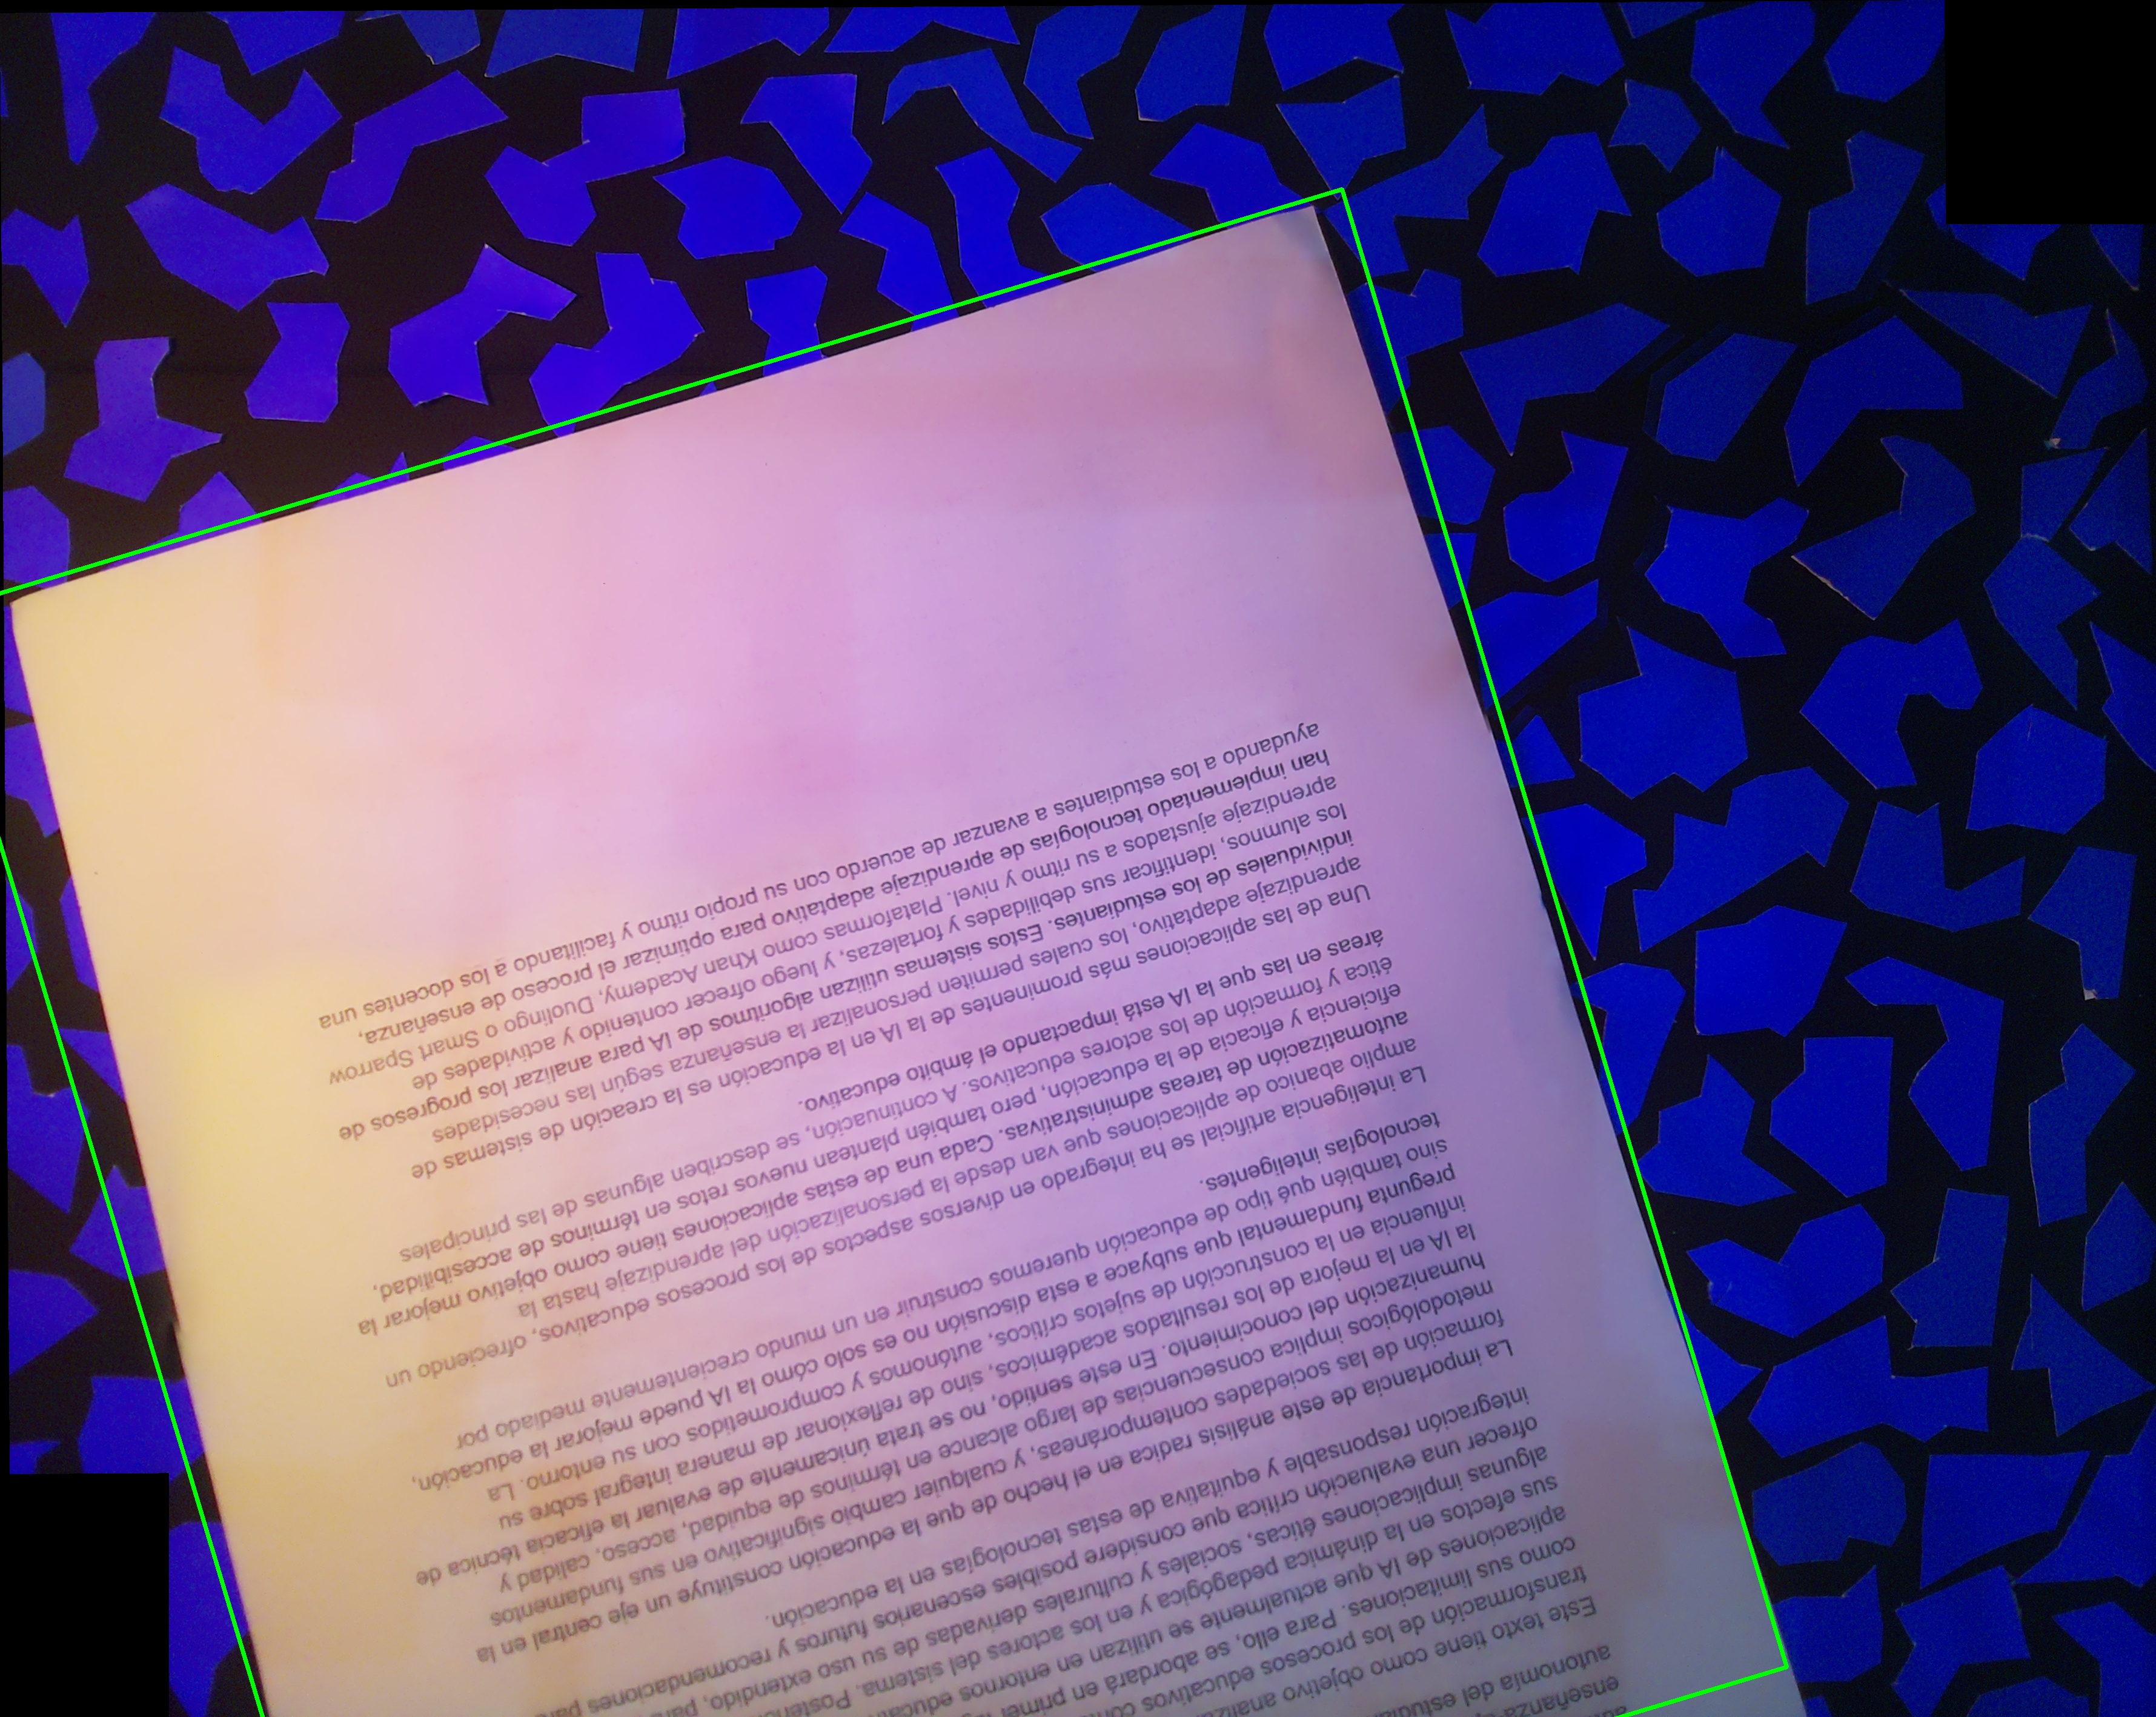 enseñanza
autonomía del
Este texto tiene como objetivo
transformación de los procesos educativos
como sus limitaciones. Para ello, se abordará en primer
aplicaciones de IA que actualmente se utilizan en entornos
sus efectos en la dinámica pedagógica y en los actores del sistema.
algunas implicaciones éticas, sociales y culturales derivadas de su uso extendido,
ofrecer una evaluación crítica que considere posibles escenarios futuros y recomendaciones
integración responsable y equitativa de estas tecnologías en la educación.
La importancia de este análisis radica en el hecho de que la educación constituye un eje central en la
formación de las sociedades contemporáneas, y cualquier cambio significativo en sus fundamentos
metodológicos implica consecuencias de largo alcance en términos de equidad, acceso, calidad y
humanización del conocimiento. En este sentido, no se trata únicamente de evaluar la eficacia técnica de
la IA en la mejora de los resultados académicos, sino de reflexionar de manera integral sobre su
influencia en la construcción de sujetos críticos, autónomos y comprometidos con su entorno. La
pregunta fundamental que subyace a esta discusión no es solo cómo la IA puede mejorar la educación,
sino también qué tipo de educación queremos construir en un mundo crecientemente mediado por
tecnologías inteligentes.
La inteligencia artificial se ha integrado en diversos aspectos de los procesos educativos, ofreciendo un
amplio abanico de aplicaciones que van desde la personalización del aprendizaje hasta la
automatización de tareas administrativas. Cada una de estas aplicaciones tiene como objetivo mejorar la
eficiencia y eficacia de la educación, pero también plantean nuevos retos en términos de accesibilidad,
ética y formación de los actores educativos. A continuación, se describen algunas de las principales
áreas en las que la IA está impactando el ámbito educativo.
Una de las aplicaciones más prominentes de la IA en la educación es la creación de sistemas de
aprendizaje adaptativo, los cuales permiten personalizar la enseñanza según las necesidades
individuales de los estudiantes. Estos sistemas utilizan algoritmos de IA para analizar los progresos de
los alumnos, identificar sus debilidades y fortalezas, y luego ofrecer contenido y actividades de
aprendizaje ajustados a su ritmo y nivel. Plataformas como Khan Academy, Duolingo o Smart Sparrow
han implementado tecnologías de aprendizaje adaptativo para optimizar el proceso de enseñanza,
ayudando a los estudiantes a avanzar de acuerdo con su propio ritmo y facilitando a los docentes una